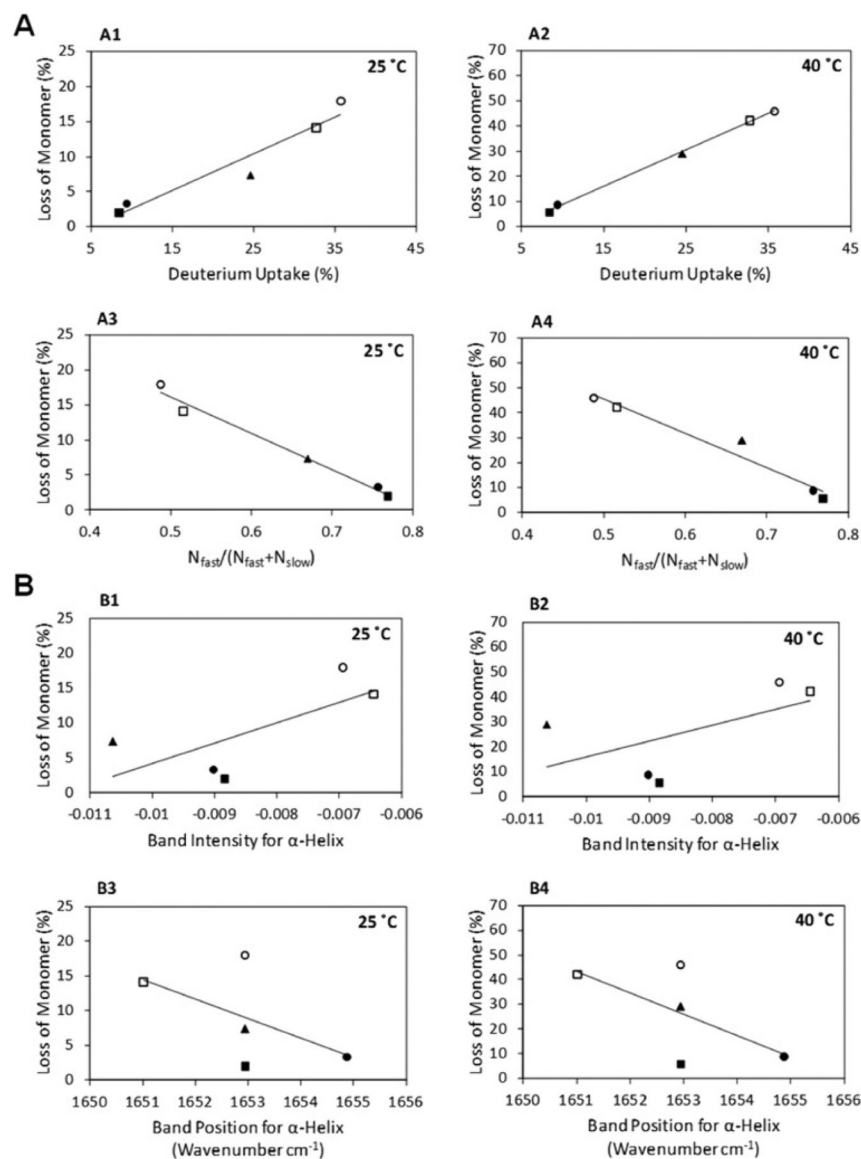 A
A1
25 ˚C
25
20
15
10
5
0
Loss of Monomer (%)
5 15 25 35 45
Deuterium Uptake (%)
A2
40 ˚C
70
60
50
40
30
20
10
0
Loss of Monomer (%)
5 15 25 35 45
Deuterium Uptake (%)
A3
25 ˚C
25
20
15
10
5
0
Loss of Monomer (%)
0.4 0.5 0.6 0.7 0.8
Nfast/(Nfast+Nslow)
A4
40 ˚C
70
60
50
40
30
20
10
0
Loss of Monomer (%)
0.4 0.5 0.6 0.7 0.8
Nfast/(Nfast+Nslow)
B
B1
25 ˚C
25
20
15
10
5
0
Loss of Monomer (%)
-0.011 -0.01 -0.009 -0.008 -0.007 -0.006
Band Intensity for α-Helix
B2
40 ˚C
70
60
50
40
30
20
10
0
Loss of Monomer (%)
-0.011 -0.01 -0.009 -0.008 -0.007 -0.006
Band Intensity for α-Helix
B3
25 ˚C
25
20
15
10
5
0
Loss of Monomer (%)
1650 1651 1652 1653 1654 1655 1656
Band Position for α-Helix
(Wavenumber cm⁻¹)
B4
40 ˚C
70
60
50
40
30
20
10
0
Loss of Monomer (%)
1650 1651 1652 1653 1654 1655 1656
Band Position for α-Helix
(Wavenumber cm⁻¹)